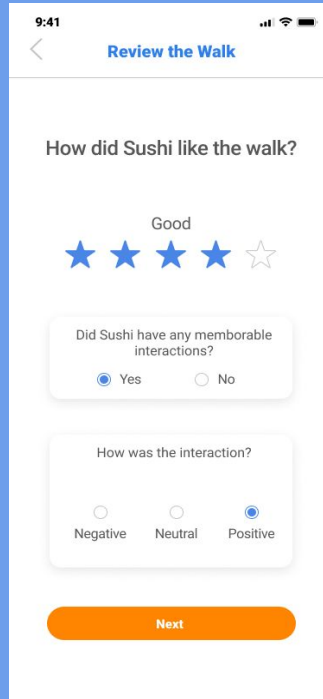 9:41
Review the Walk
How did Sushi like the walk?
Good
Did Sushi have any memborable
interactions?
Yes No
How was the interaction?
Negative Neutral Positive
Next